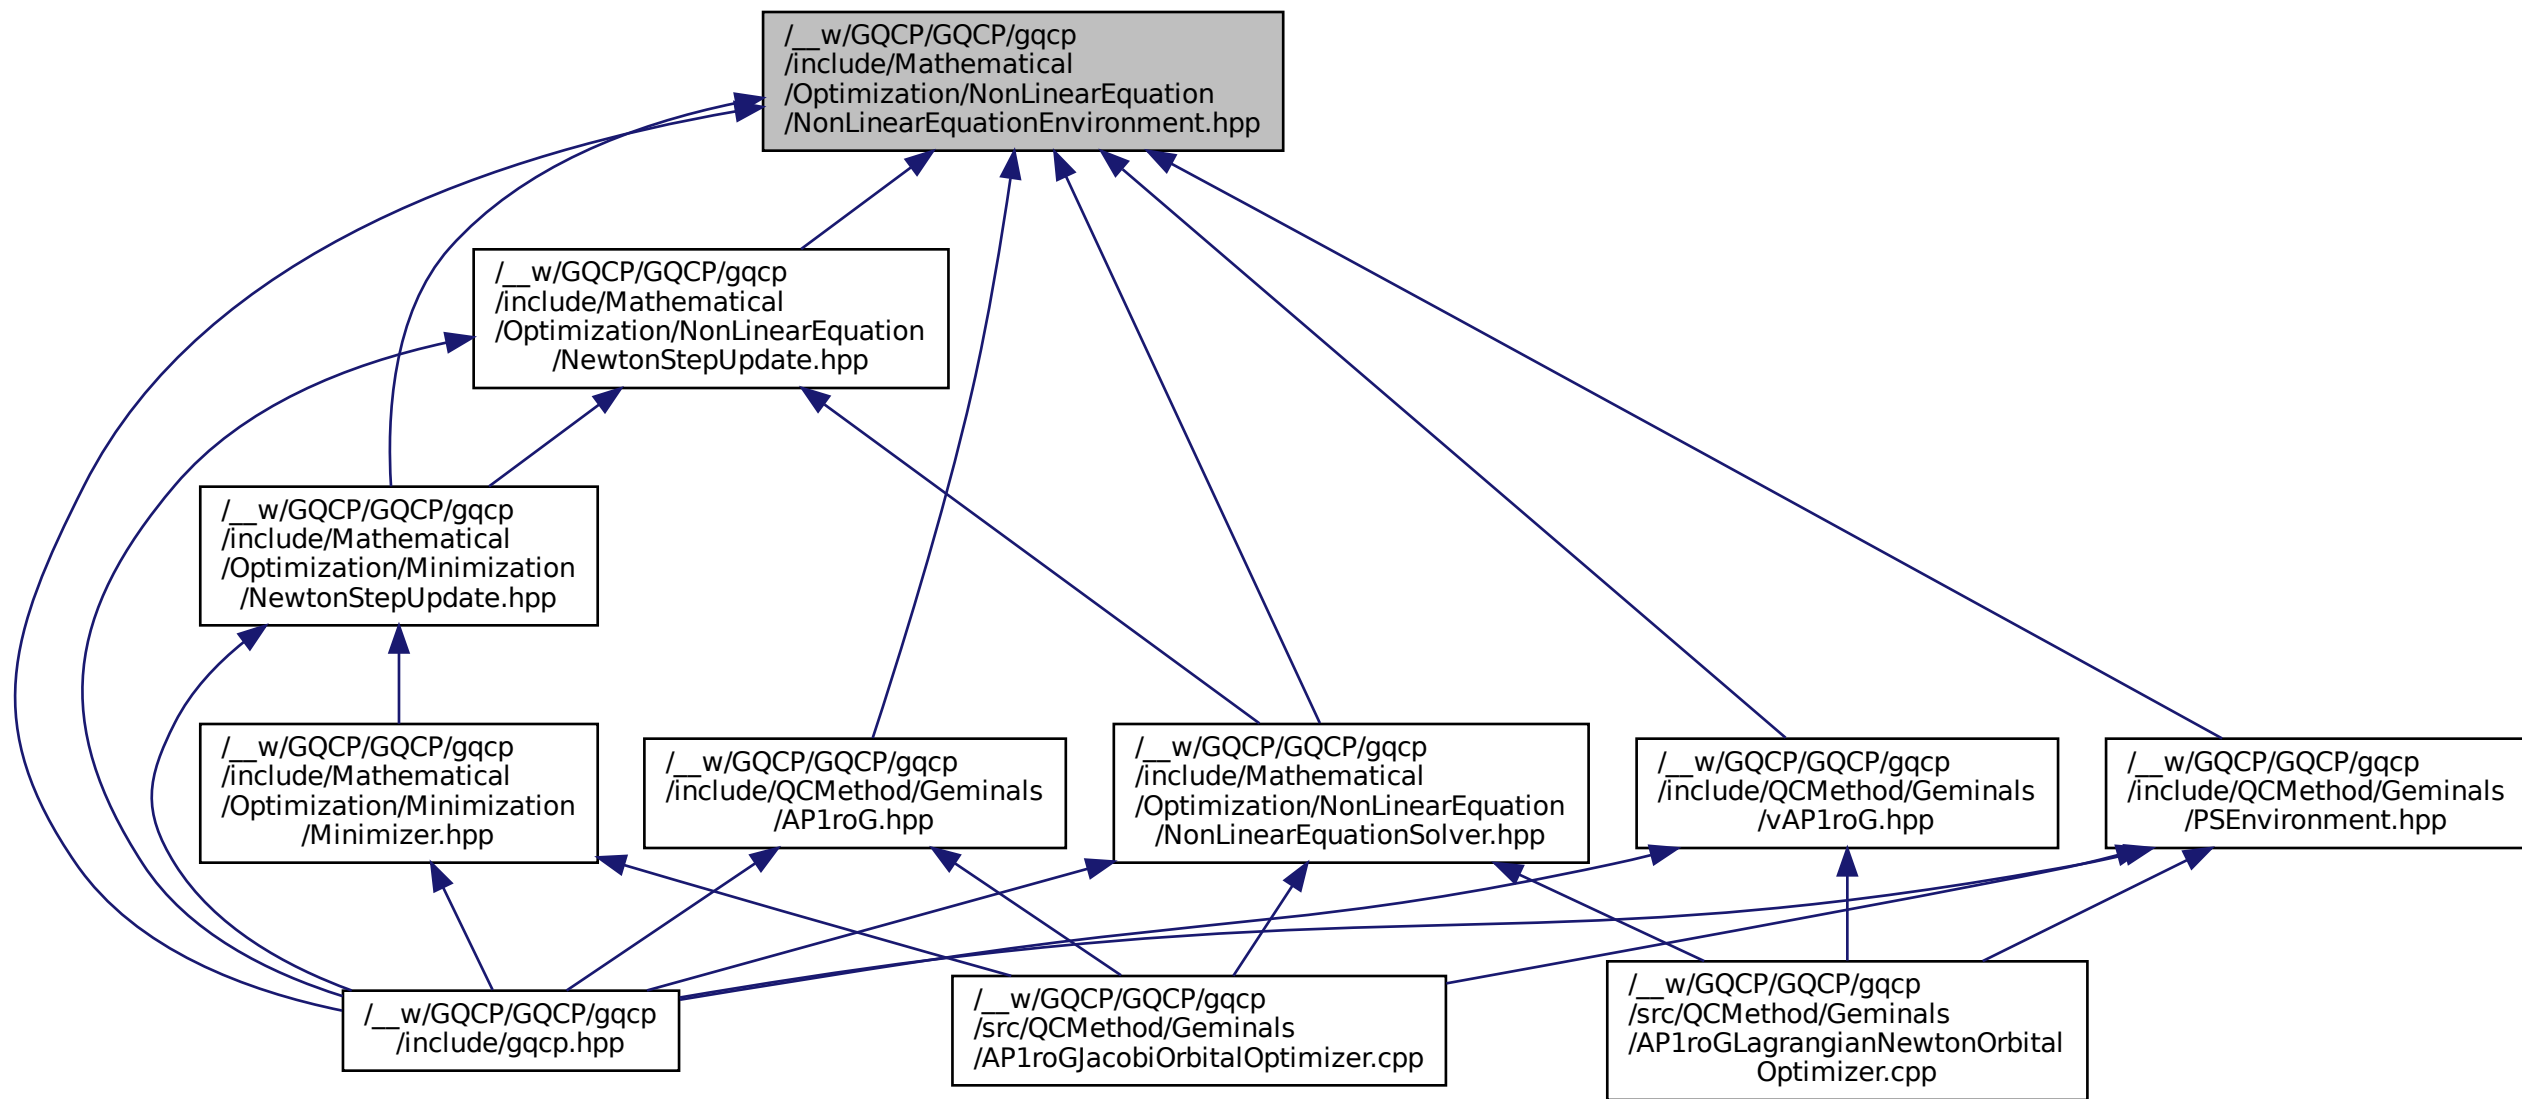 /__w/GQCP/GQCP/gqcp
/include/Mathematical
/Optimization/NonLinearEquation
/NonLinearEquationEnvironment.hpp
/__w/GQCP/GQCP/gqcp
/include/Mathematical
/Optimization/NonLinearEquation
/NewtonStepUpdate.hpp
/__w/GQCP/GQCP/gqcp
/include/Mathematical
/Optimization/Minimization
/NewtonStepUpdate.hpp
/__w/GQCP/GQCP/gqcp
/include/Mathematical
/Optimization/Minimization
/Minimizer.hpp
/__w/GQCP/GQCP/gqcp
/include/QCMethod/Geminals
/AP1roG.hpp
/__w/GQCP/GQCP/gqcp
/include/Mathematical
/Optimization/NonLinearEquation
/NonLinearEquationSolver.hpp
/__w/GQCP/GQCP/gqcp
/include/QCMethod/Geminals
/vAP1roG.hpp
/__w/GQCP/GQCP/gqcp
/include/QCMethod/Geminals
/PSEnvironment.hpp
/__w/GQCP/GQCP/gqcp
/include/gqcp.hpp
/__w/GQCP/GQCP/gqcp
/src/QCMethod/Geminals
/AP1roGJacobiOrbitalOptimizer.cpp
/__w/GQCP/GQCP/gqcp
/src/QCMethod/Geminals
/AP1roGLagrangianNewtonOrbital
Optimizer.cpp